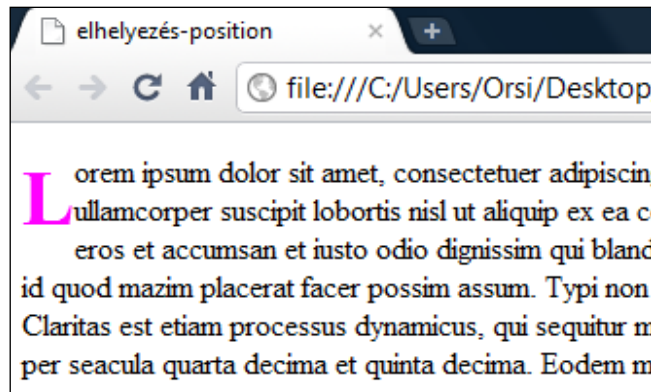 elhelyezés-position
file:///C:/Users/Orsi/Desktop
Lorem ipsum dolor sit amet, consectetuer adipiscin
ullamcorper suscipit lobortis nisl ut aliquip ex ea c
eros et accumsan et iusto odio dignissim qui bland
id quod mazim placerat facer possim assum. Typi non
Claritas est etiam processus dynamicus, qui sequitur m
per seacula quarta decima et quinta decima. Eodem m